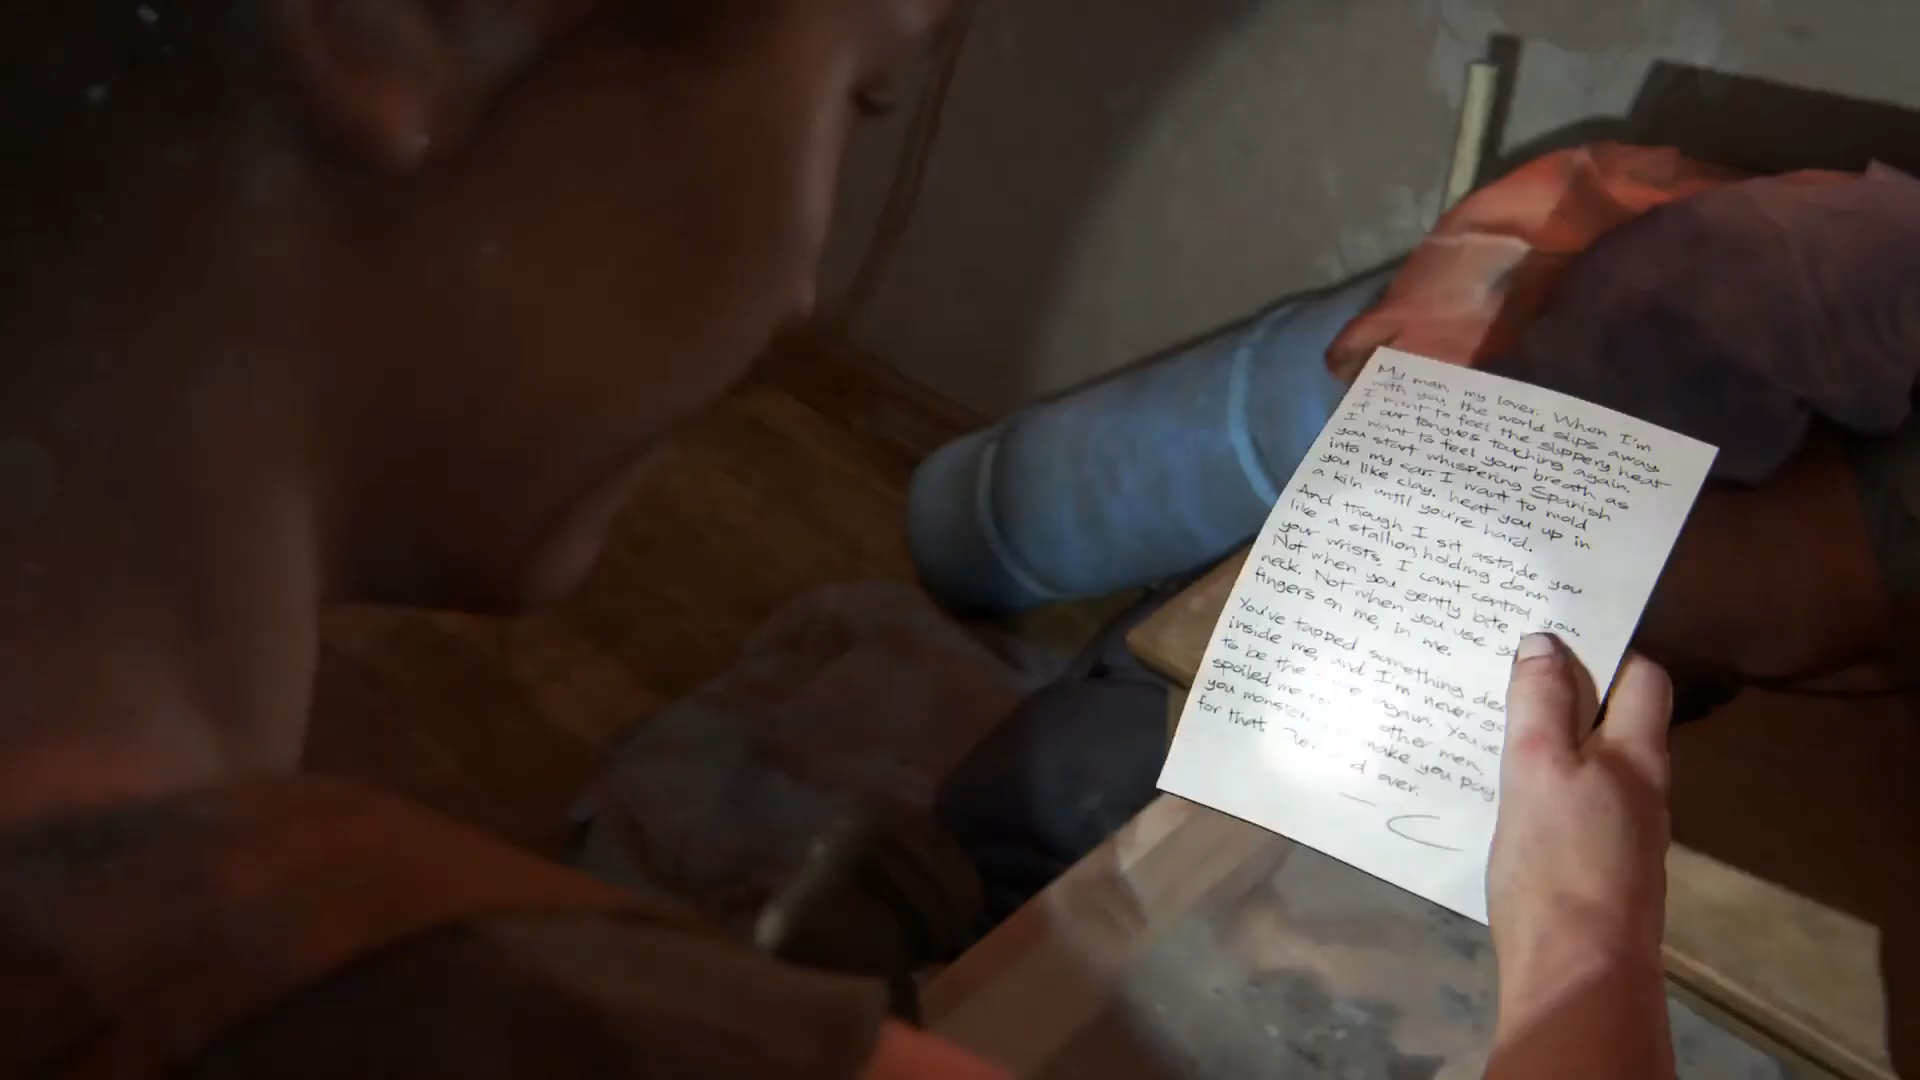 My man, my lover. When I'm
with you, the world slips away.
I want to feel the slippery heat
of our tongues touching again.
I want to feel your breath as
you start whispering Spanish
into my ear. I want to mold
you like clay, heat you up in
a kiln until you're hard.
And though I sit astride you
like a stallion, holding down
your wrists, I can't control you.
Not when you gently bite
neck. Not when you use
fingers on me, in me.
You've tapped something
inside me, and I'm never
to be the again. You've
spoiled me other men,
you monster. make you pay
for that. over.
— C